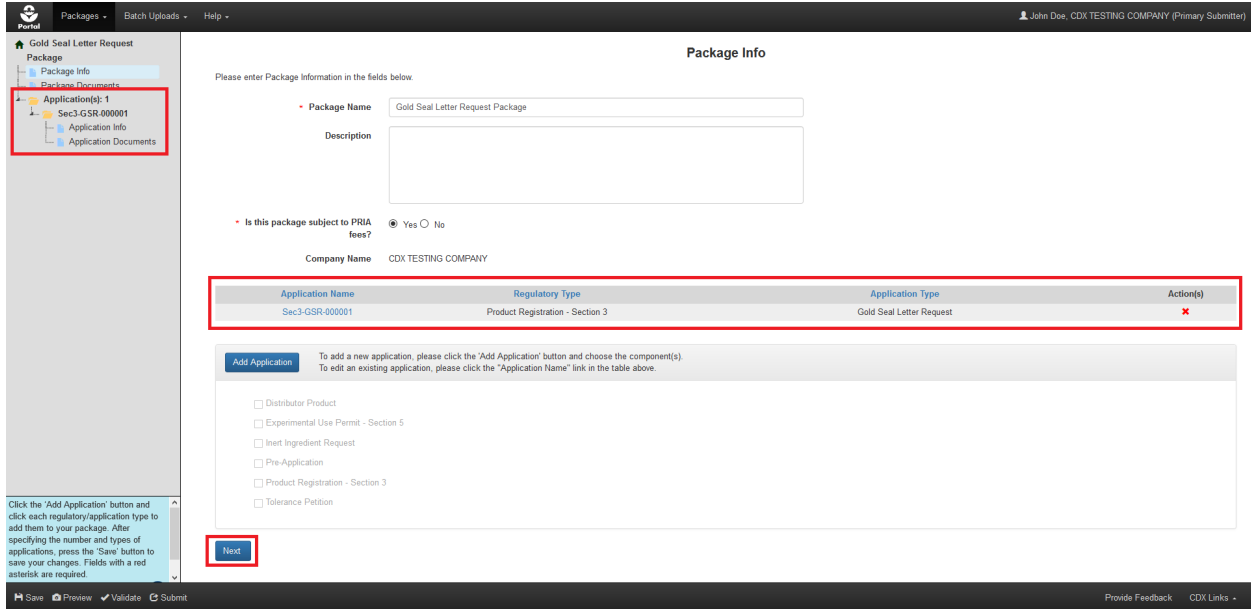 Portal
Packages
Batch Uploads
Help
John Doe, CDX TESTING COMPANY (Primary Submitter)
Gold Seal Letter Request
Package
Package Info
Package Documents
Application(s): 1
Sec3-GSR-000001
Application Info
Application Documents
Package Info
Please enter Package Information in the fields below.
* Package Name
Gold Seal Letter Request Package
Description
* Is this package subject to PRIA
fees?
Yes No
Company Name CDX TESTING COMPANY
Application Name Regulatory Type Application Type Action(s)
Sec3-GSR-000001 Product Registration - Section 3 Gold Seal Letter Request
Add Application
To add a new application, please click the 'Add Application' button and choose the component(s).
To edit an existing application, please click the "Application Name" link in the table above.
Distributor Product
Experimental Use Permit - Section 5
Inert Ingredient Request
Pre-Application
Product Registration - Section 3
Tolerance Petition
Click the 'Add Application' button and
click each regulatory/application type to
add them to your package. After
specifying the number and types of
applications, press the 'Save' button to
save your changes. Fields with a red
asterisk are required.
Next
Save Preview Validate Submit
Provide Feedback CDX Links